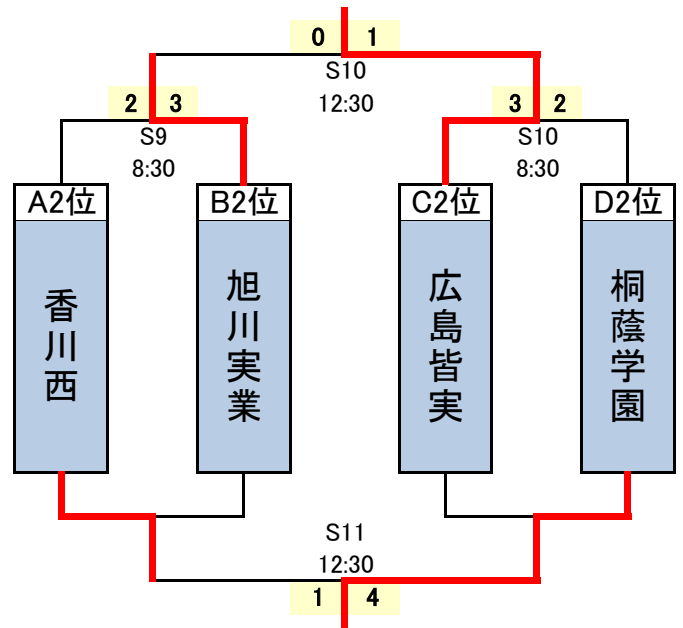 0 1
S10
12:30
2 3
3 2
S9
8:30
S10
8:30
A2位
B2位
C2位
D2位
香川西
旭川実業
広島皆実
桐蔭学園
S11
12:30
1 4